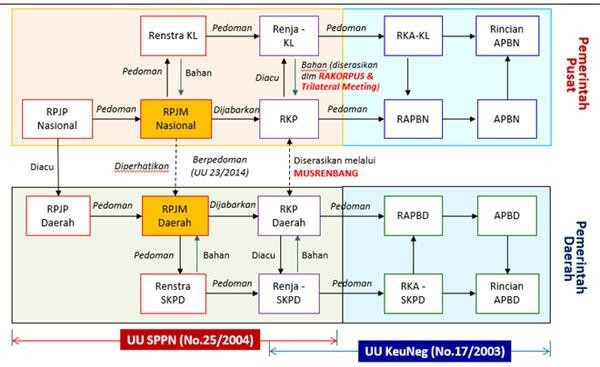 Renstra KL
Pedoman
Renja -
KL
Pedoman
RKA-KL
Rincian
APBN
Pemerintah
Pusat
Pedoman
Bahan
Diacu
Bahan (diserasikan
dlm RAKORPUS &
Trilateral Meeting)
RPJP
Nasional
Pedoman
RPJM
Nasional
Dijabarkan
RKP
Pedoman
RAPBN
APBN
Diacu
Diperhatikan
Berpedoman
(UU 23/2014)
Diserasikan melalui
MUSRENBANG
RPJP
Daerah
Pedoman
RPJM
Daerah
Dijabarkan
RKP
Daerah
Pedoman
RAPBD
APBD
Pemerintah
Daerah
Pedoman
Bahan
Diacu
Bahan
Renstra
SKPD
Pedoman
Renja-
SKPD
Pedoman
RKA -
SKPD
Rincian
APBD
UU SPPN (No.25/2004)
UU KeuNeg (No.17/2003)